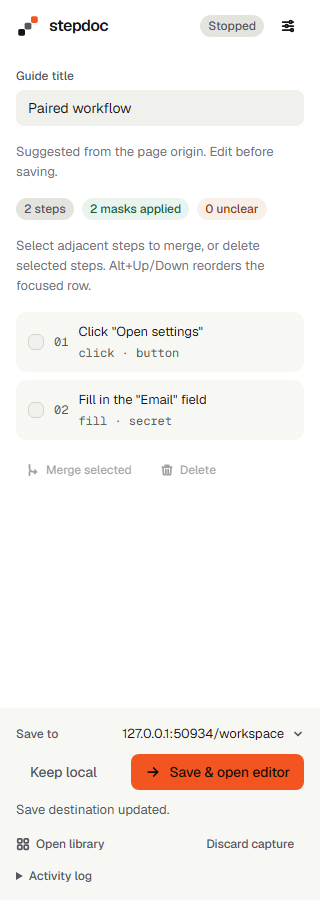 stepdoc
Stopped
Guide title
Paired workflow
Suggested from the page origin. Edit before
saving.
2 steps
2 masks applied
0 unclear
Select adjacent steps to merge, or delete
selected steps. Alt+Up/Down reorders the
focused row.
01
Click "Open settings"
click · button
02
Fill in the "Email" field
fill · secret
Merge selected
Delete
Save to
127.0.0.1:50934/workspace
Keep local
Save & open editor
Save destination updated.
Open library
Discard capture
Activity log